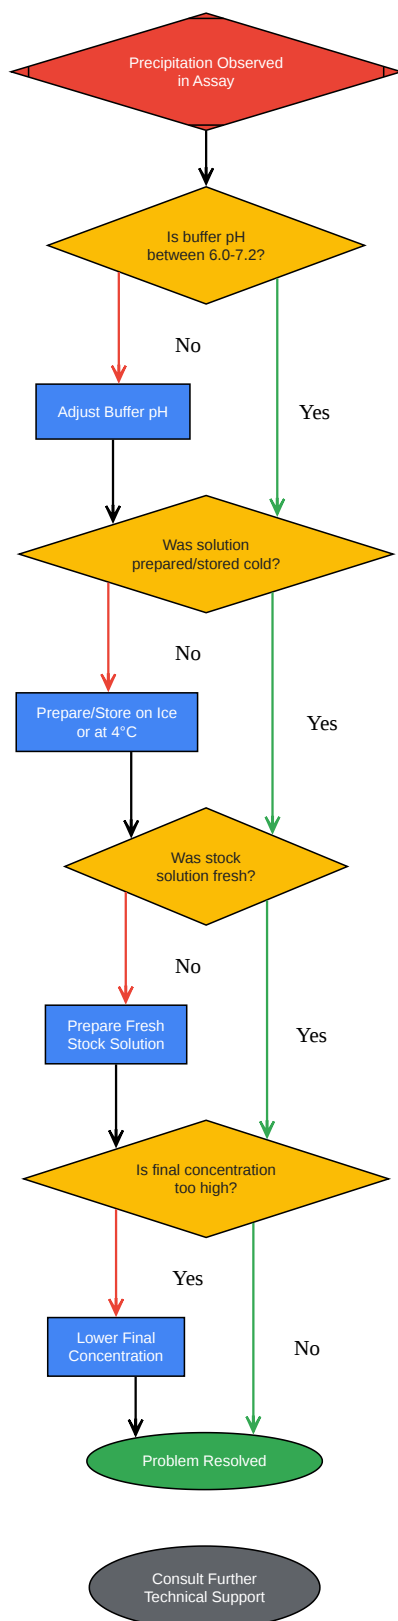 Precipitation Observed
in Assay
Is buffer pH
between 6.0-7.2?
No
Yes
Adjust Buffer pH
Was solution
prepared/stored cold?
No
Yes
Prepare/Store on Ice
or at 4°C
Was stock
solution fresh?
No
Yes
Prepare Fresh
Stock Solution
Is final concentration
too high?
Yes
No
Lower Final
Concentration
Problem Resolved
Consult Further
Technical Support